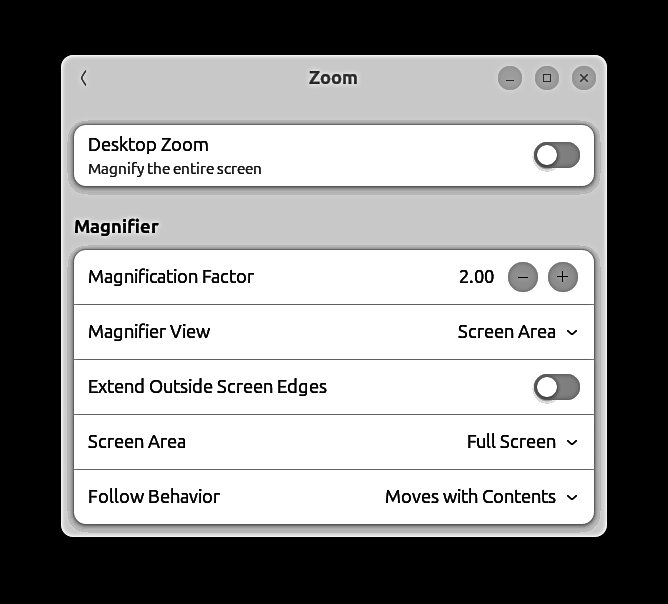 Zoom
Desktop Zoom
Magnify the entire screen
Magnifier
Magnification Factor 2.00
Magnifier View Screen Area
Extend Outside Screen Edges
Screen Area Full Screen
Follow Behavior Moves with Contents